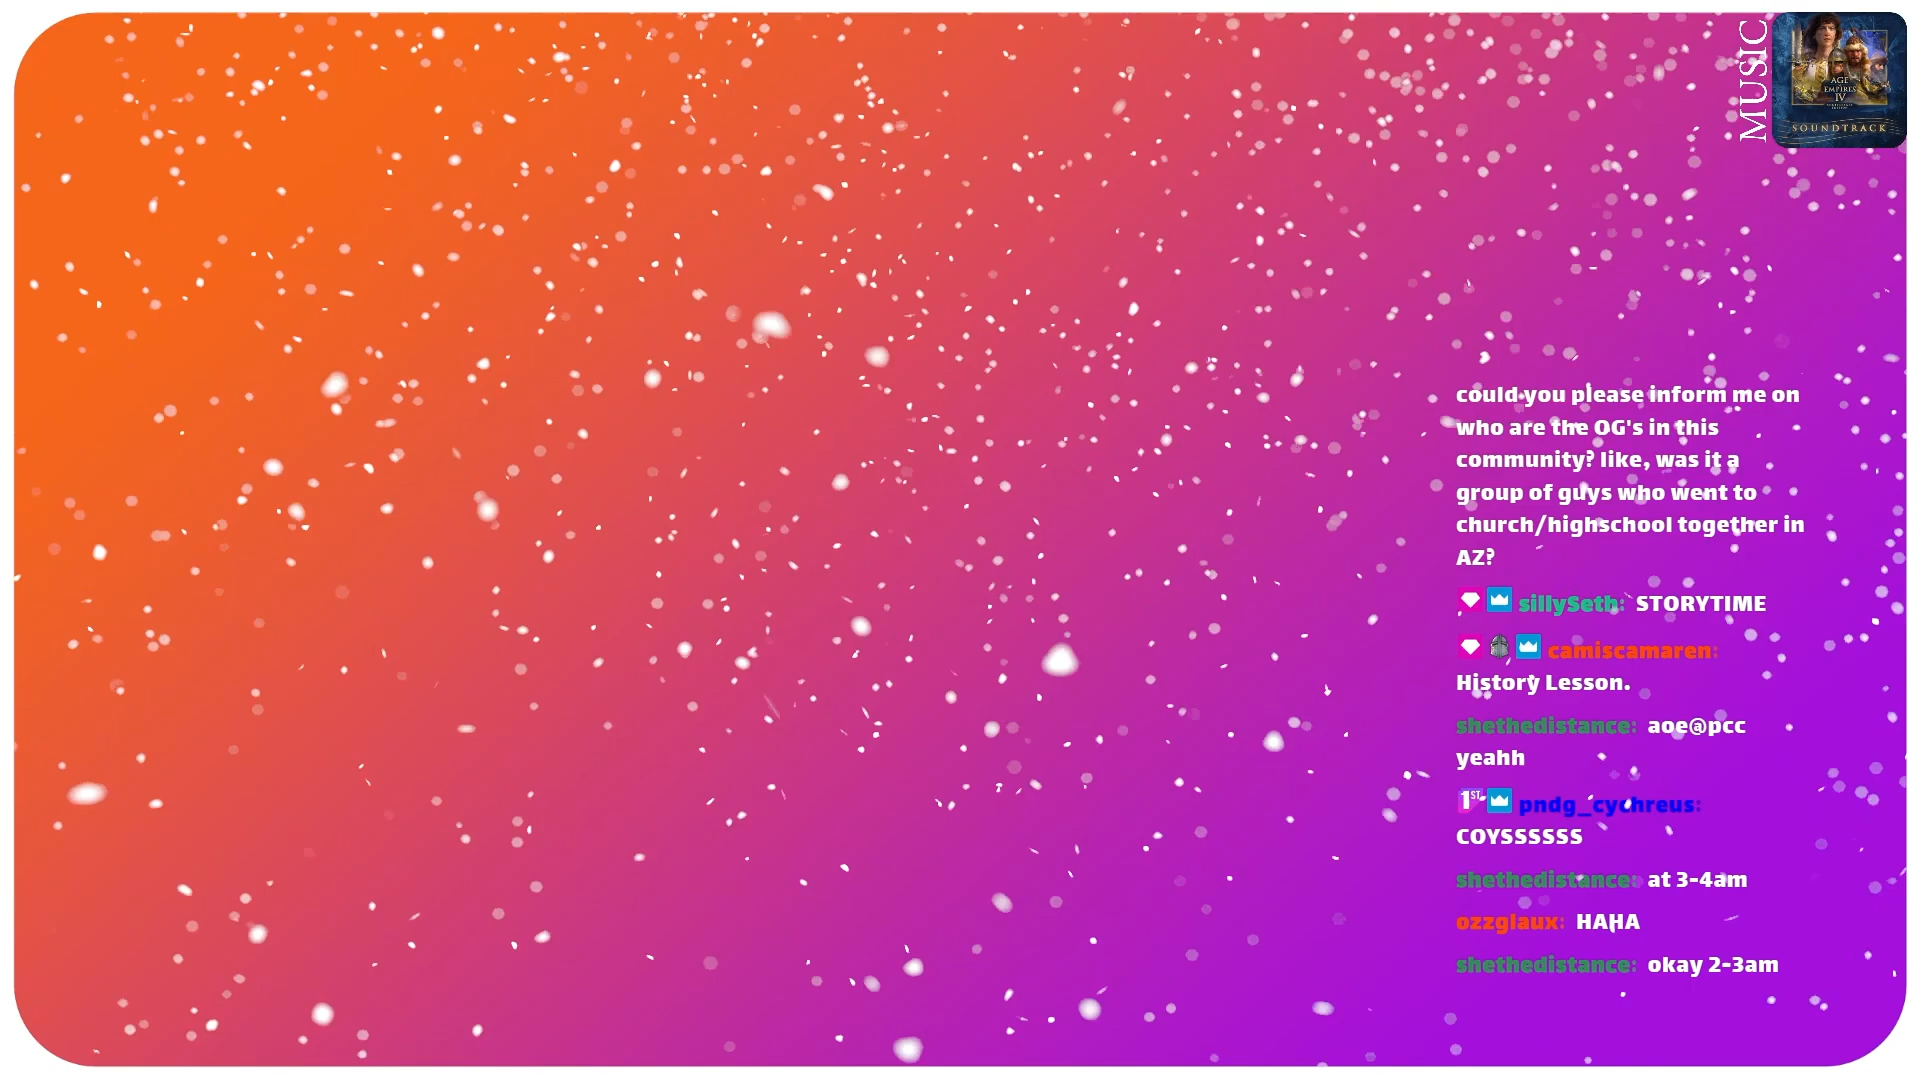 MUSIC
AGE
EMPIRES
IV
SOUNDTRACK
could you please inform me on
who are the OG's in this
community? like, was it a
group of guys who went to
church/highschool together in
AZ?
sillySeth: STORYTIME
camiscamaren:
History Lesson.
shethedistance: aoe@pcc
yeahh
1ST pndg_cychreus:
COYSSSSSS
shethedistance: at 3-4am
ozzglaux: HAHA
shethedistance: okay 2-3am